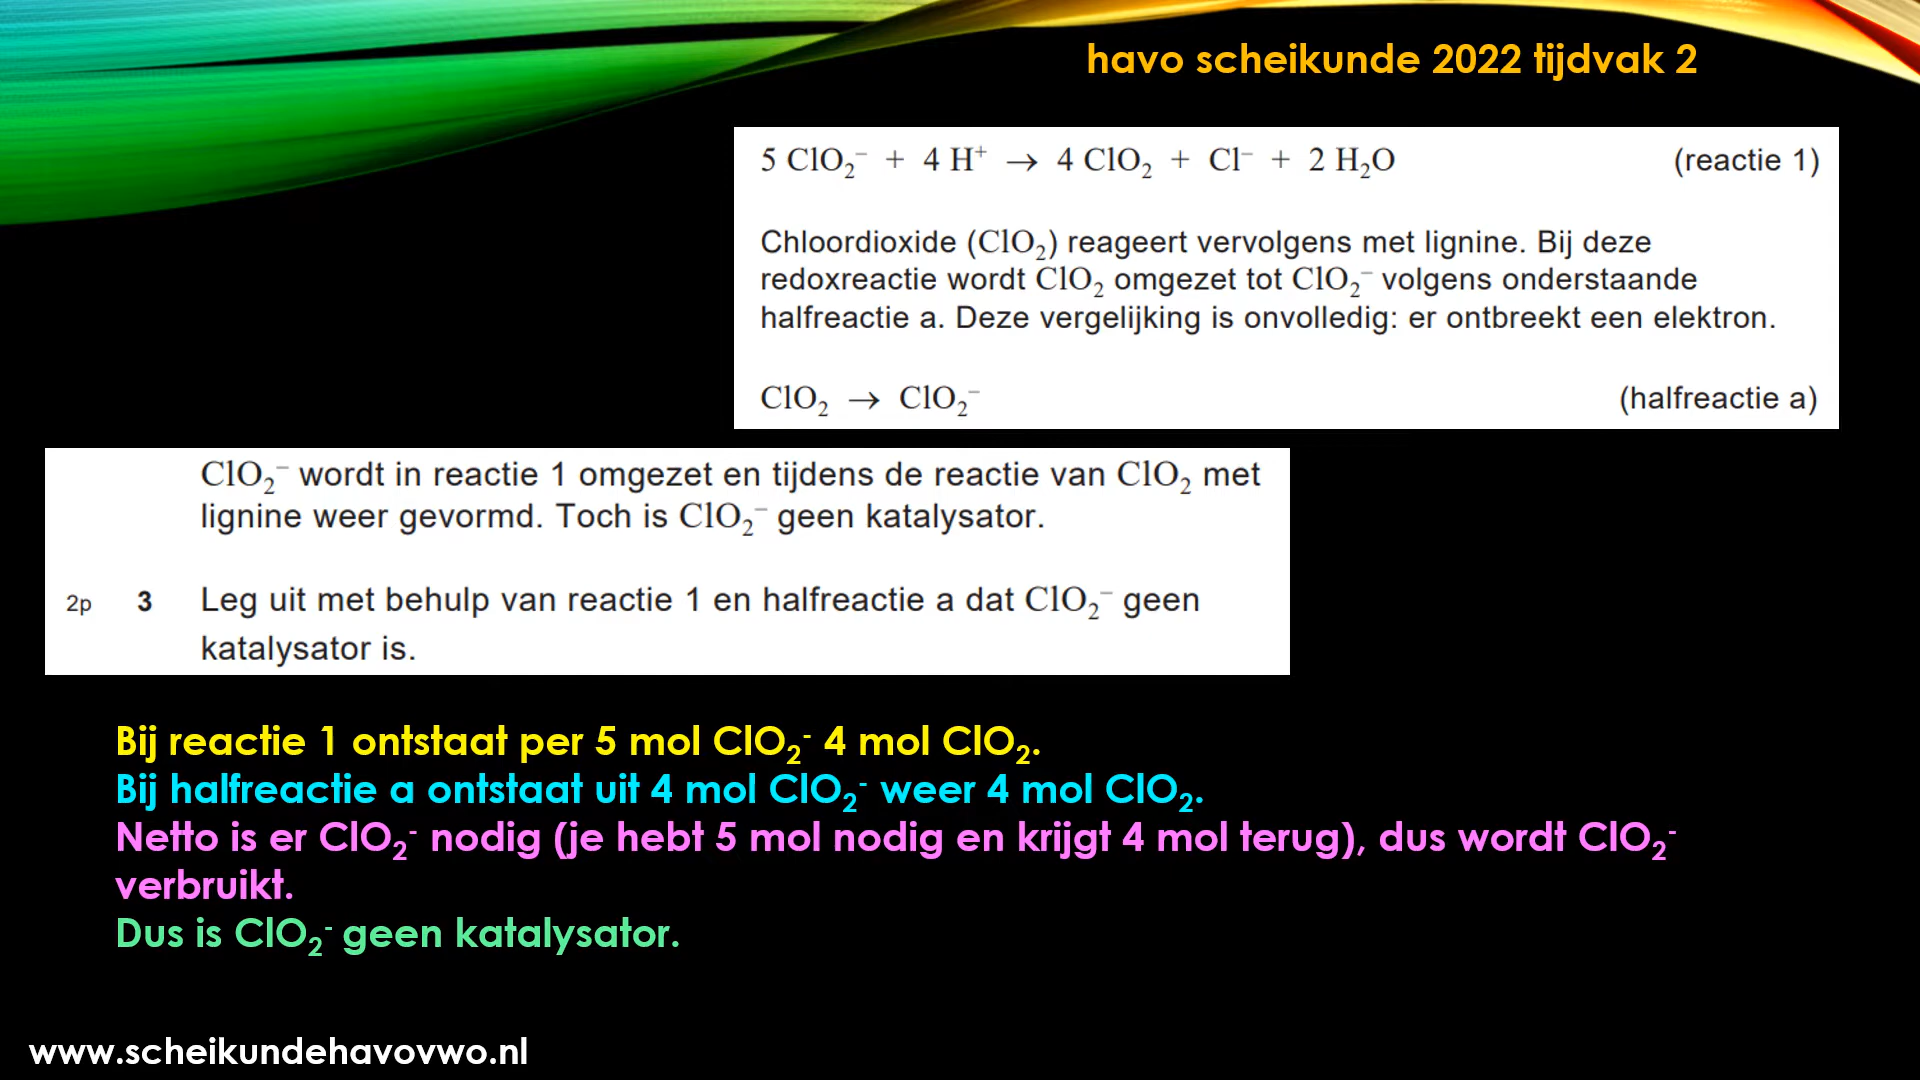 havo scheikunde 2022 tijdvak 2
5 ClO₂⁻ + 4 H⁺ → 4 ClO₂ + Cl⁻ + 2 H₂O (reactie 1)
Chloordioxide (ClO₂) reageert vervolgens met lignine. Bij deze
redoxreactie wordt ClO₂ omgezet tot ClO₂⁻ volgens onderstaande
halfreactie a. Deze vergelijking is onvolledig: er ontbreekt een elektron.
ClO₂ → ClO₂⁻ (halfreactie a)
ClO₂⁻ wordt in reactie 1 omgezet en tijdens de reactie van ClO₂ met
lignine weer gevormd. Toch is ClO₂⁻ geen katalysator.
2p 3 Leg uit met behulp van reactie 1 en halfreactie a dat ClO₂⁻ geen
katalysator is.
Bij reactie 1 ontstaat per 5 mol ClO₂⁻ 4 mol ClO₂.
Bij halfreactie a ontstaat uit 4 mol ClO₂⁻ weer 4 mol ClO₂.
Netto is er ClO₂⁻ nodig (je hebt 5 mol nodig en krijgt 4 mol terug), dus wordt ClO₂⁻
verbruikt.
Dus is ClO₂⁻ geen katalysator.
www.scheikundehavovwo.nl